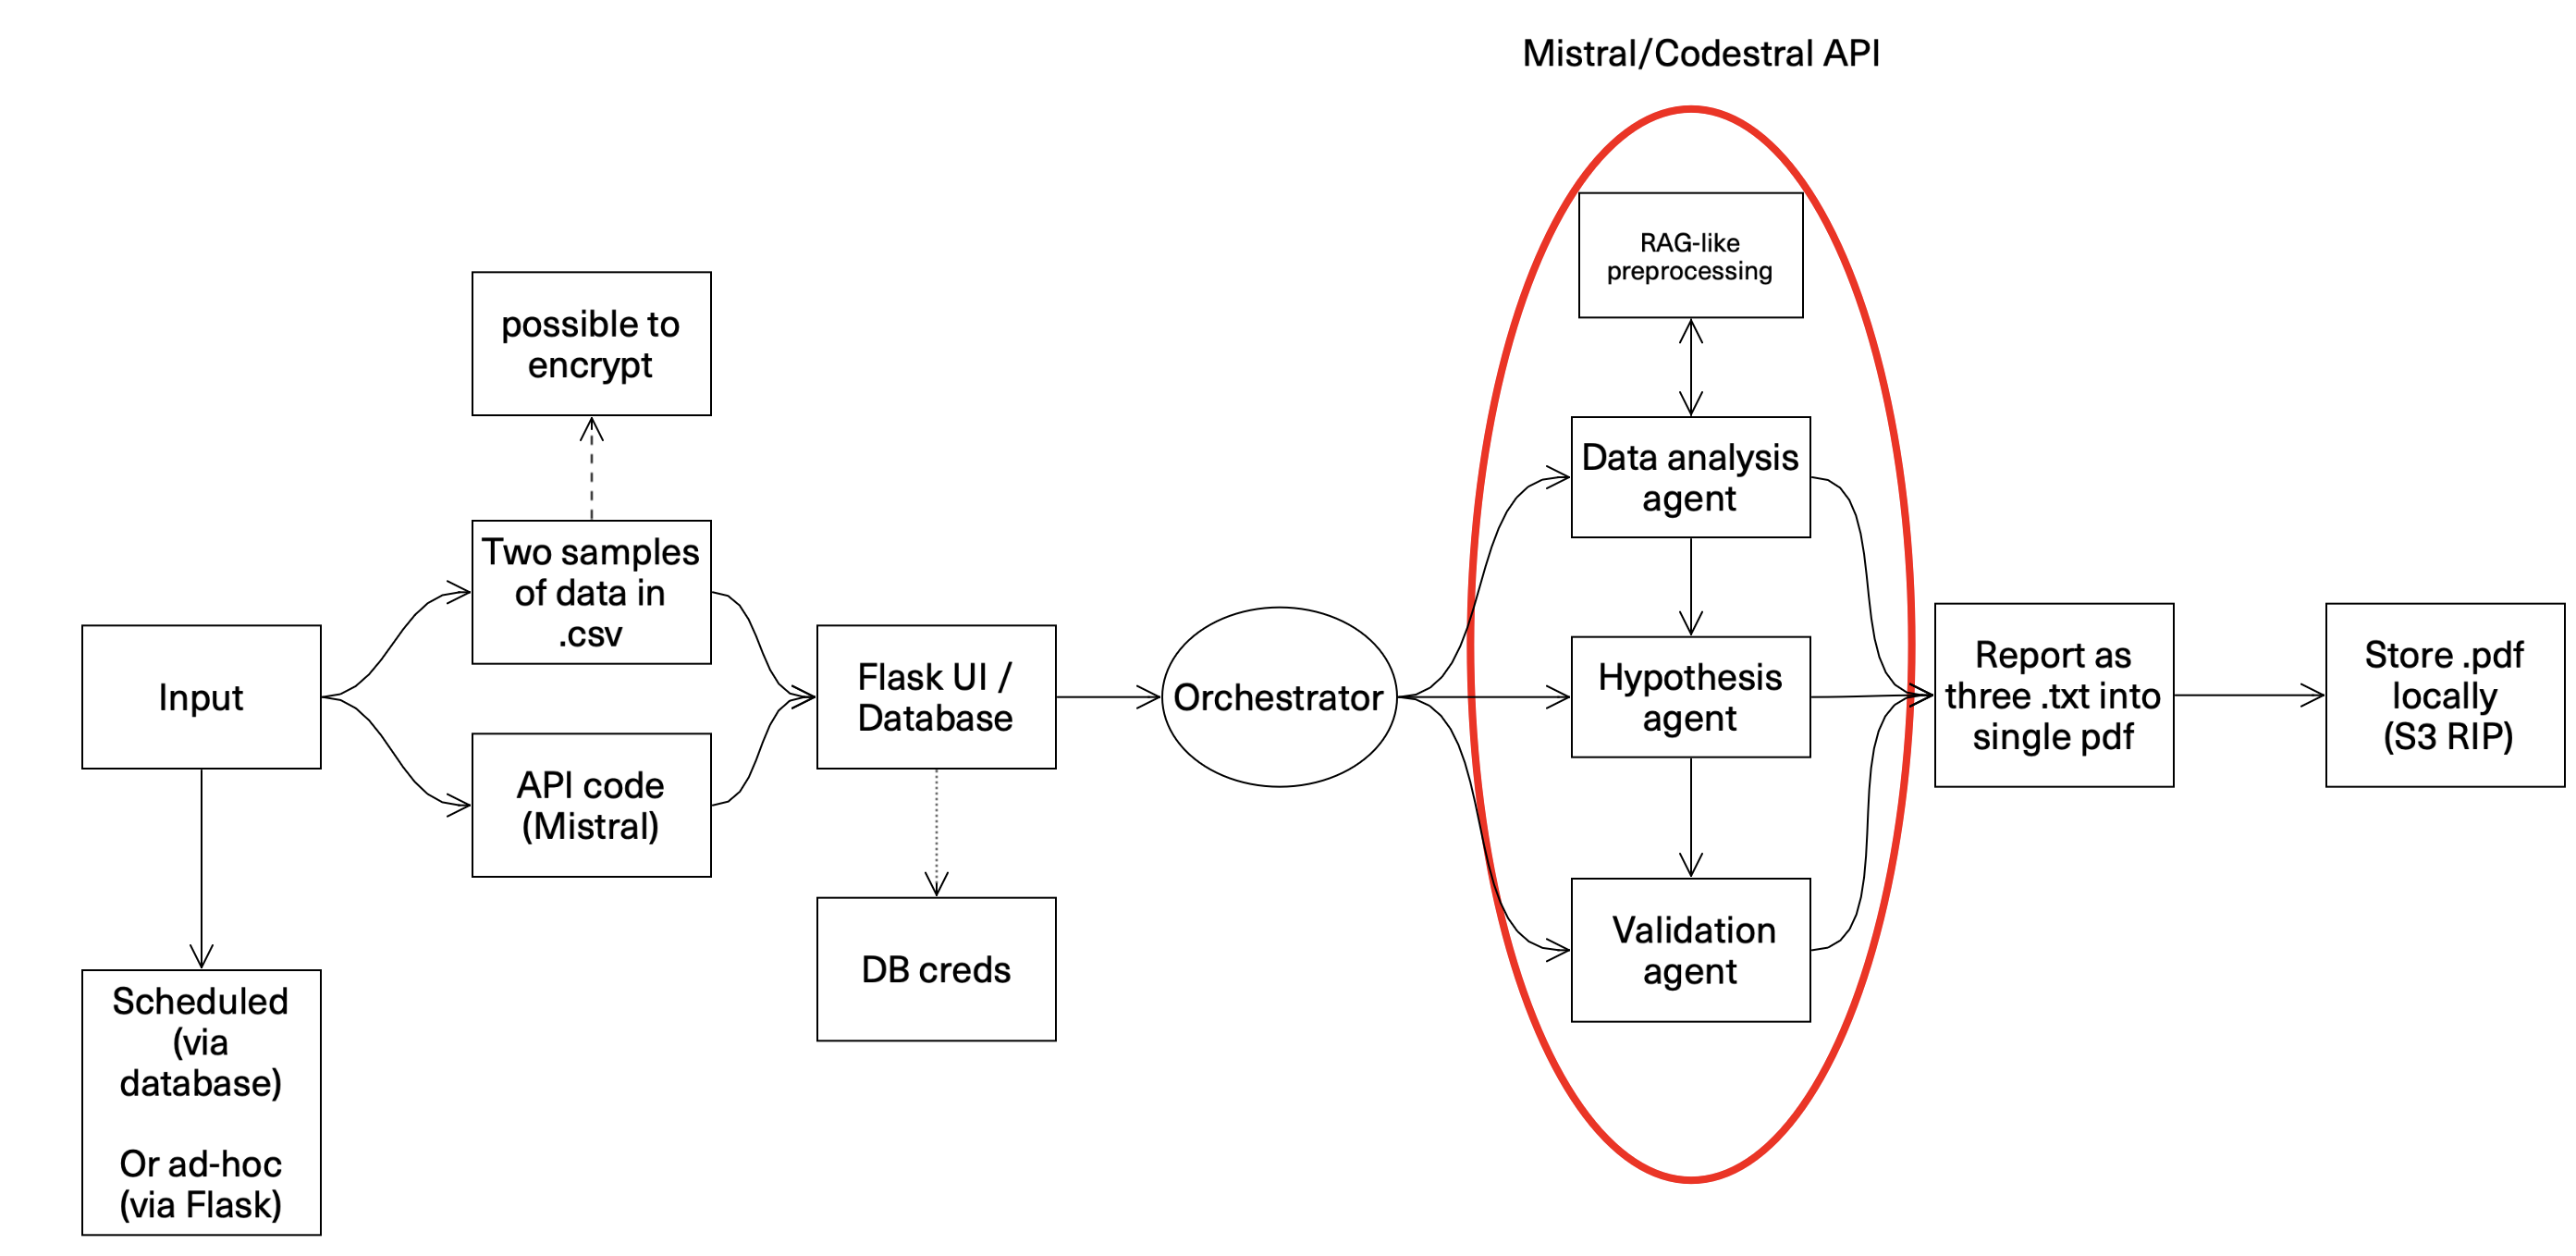 Mistral/Codestral API
RAG-like
preprocessing
possible to
encrypt
Data analysis
agent
Two samples
of data in
.csv
Input
Flask UI /
Database
Orchestrator
Hypothesis
agent
Report as
three .txt into
single pdf
Store .pdf
locally
(S3 RIP)
API code
(Mistral)
DB creds
Validation
agent
Scheduled
(via
database)
Or ad-hoc
(via Flask)